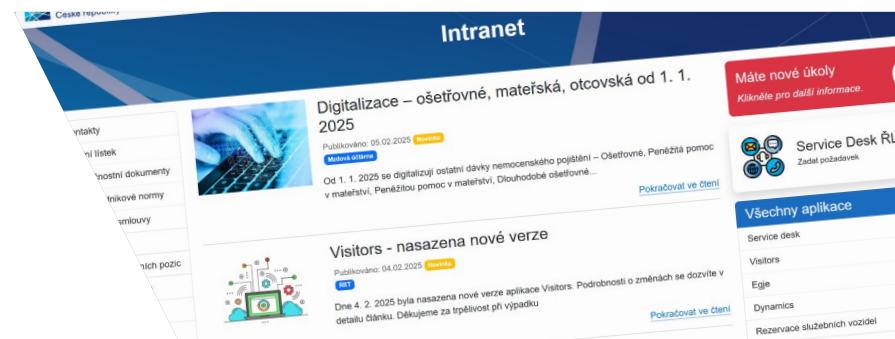 České republiky
Intranet
ntakty
ní lístek
nostní dokumenty
dnikové normy
smlouvy
ních pozic
Digitalizace – ošetřovné, mateřská, otcovská od 1. 1.
2025
Publikováno: 05.02.2025 Novinka
Mzdová účtárna
Od 1. 1. 2025 se digitalizují ostatní dávky nemocenského pojištění – Ošetřovné, Peněžitá pomoc
v mateřství, Peněžitou pomoc v mateřství, Dlouhodobé ošetřovné...
Pokračovat ve čtení
Visitors - nasazena nové verze
Publikováno: 04.02.2025 Novinka
ŘIIT
Dne 4. 2. 2025 byla nasazena nové verze aplikace Visitors. Podrobnosti o změnách se dozvíte v
detailu článku. Děkujeme za trpělivost při výpadku
Pokračovat ve čtení
Máte nové úkoly
Klikněte pro další informace.
Service Desk ŘL
Zadat požadavek
Všechny aplikace
Service desk
Visitors
Egje
Dynamics
Rezervace služebních vozidel